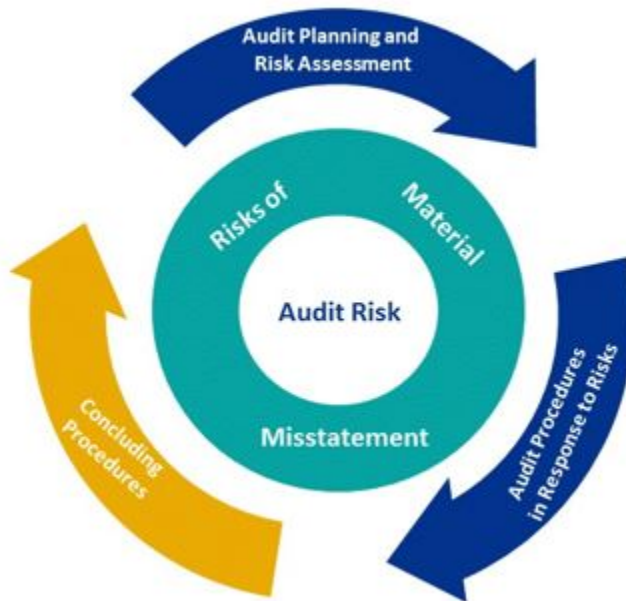 Audit Planning and
Risk Assessment
Risks of
Material
Misstatement
Audit Risk
Audit Procedures
in Response to Risks
Concluding
Procedures